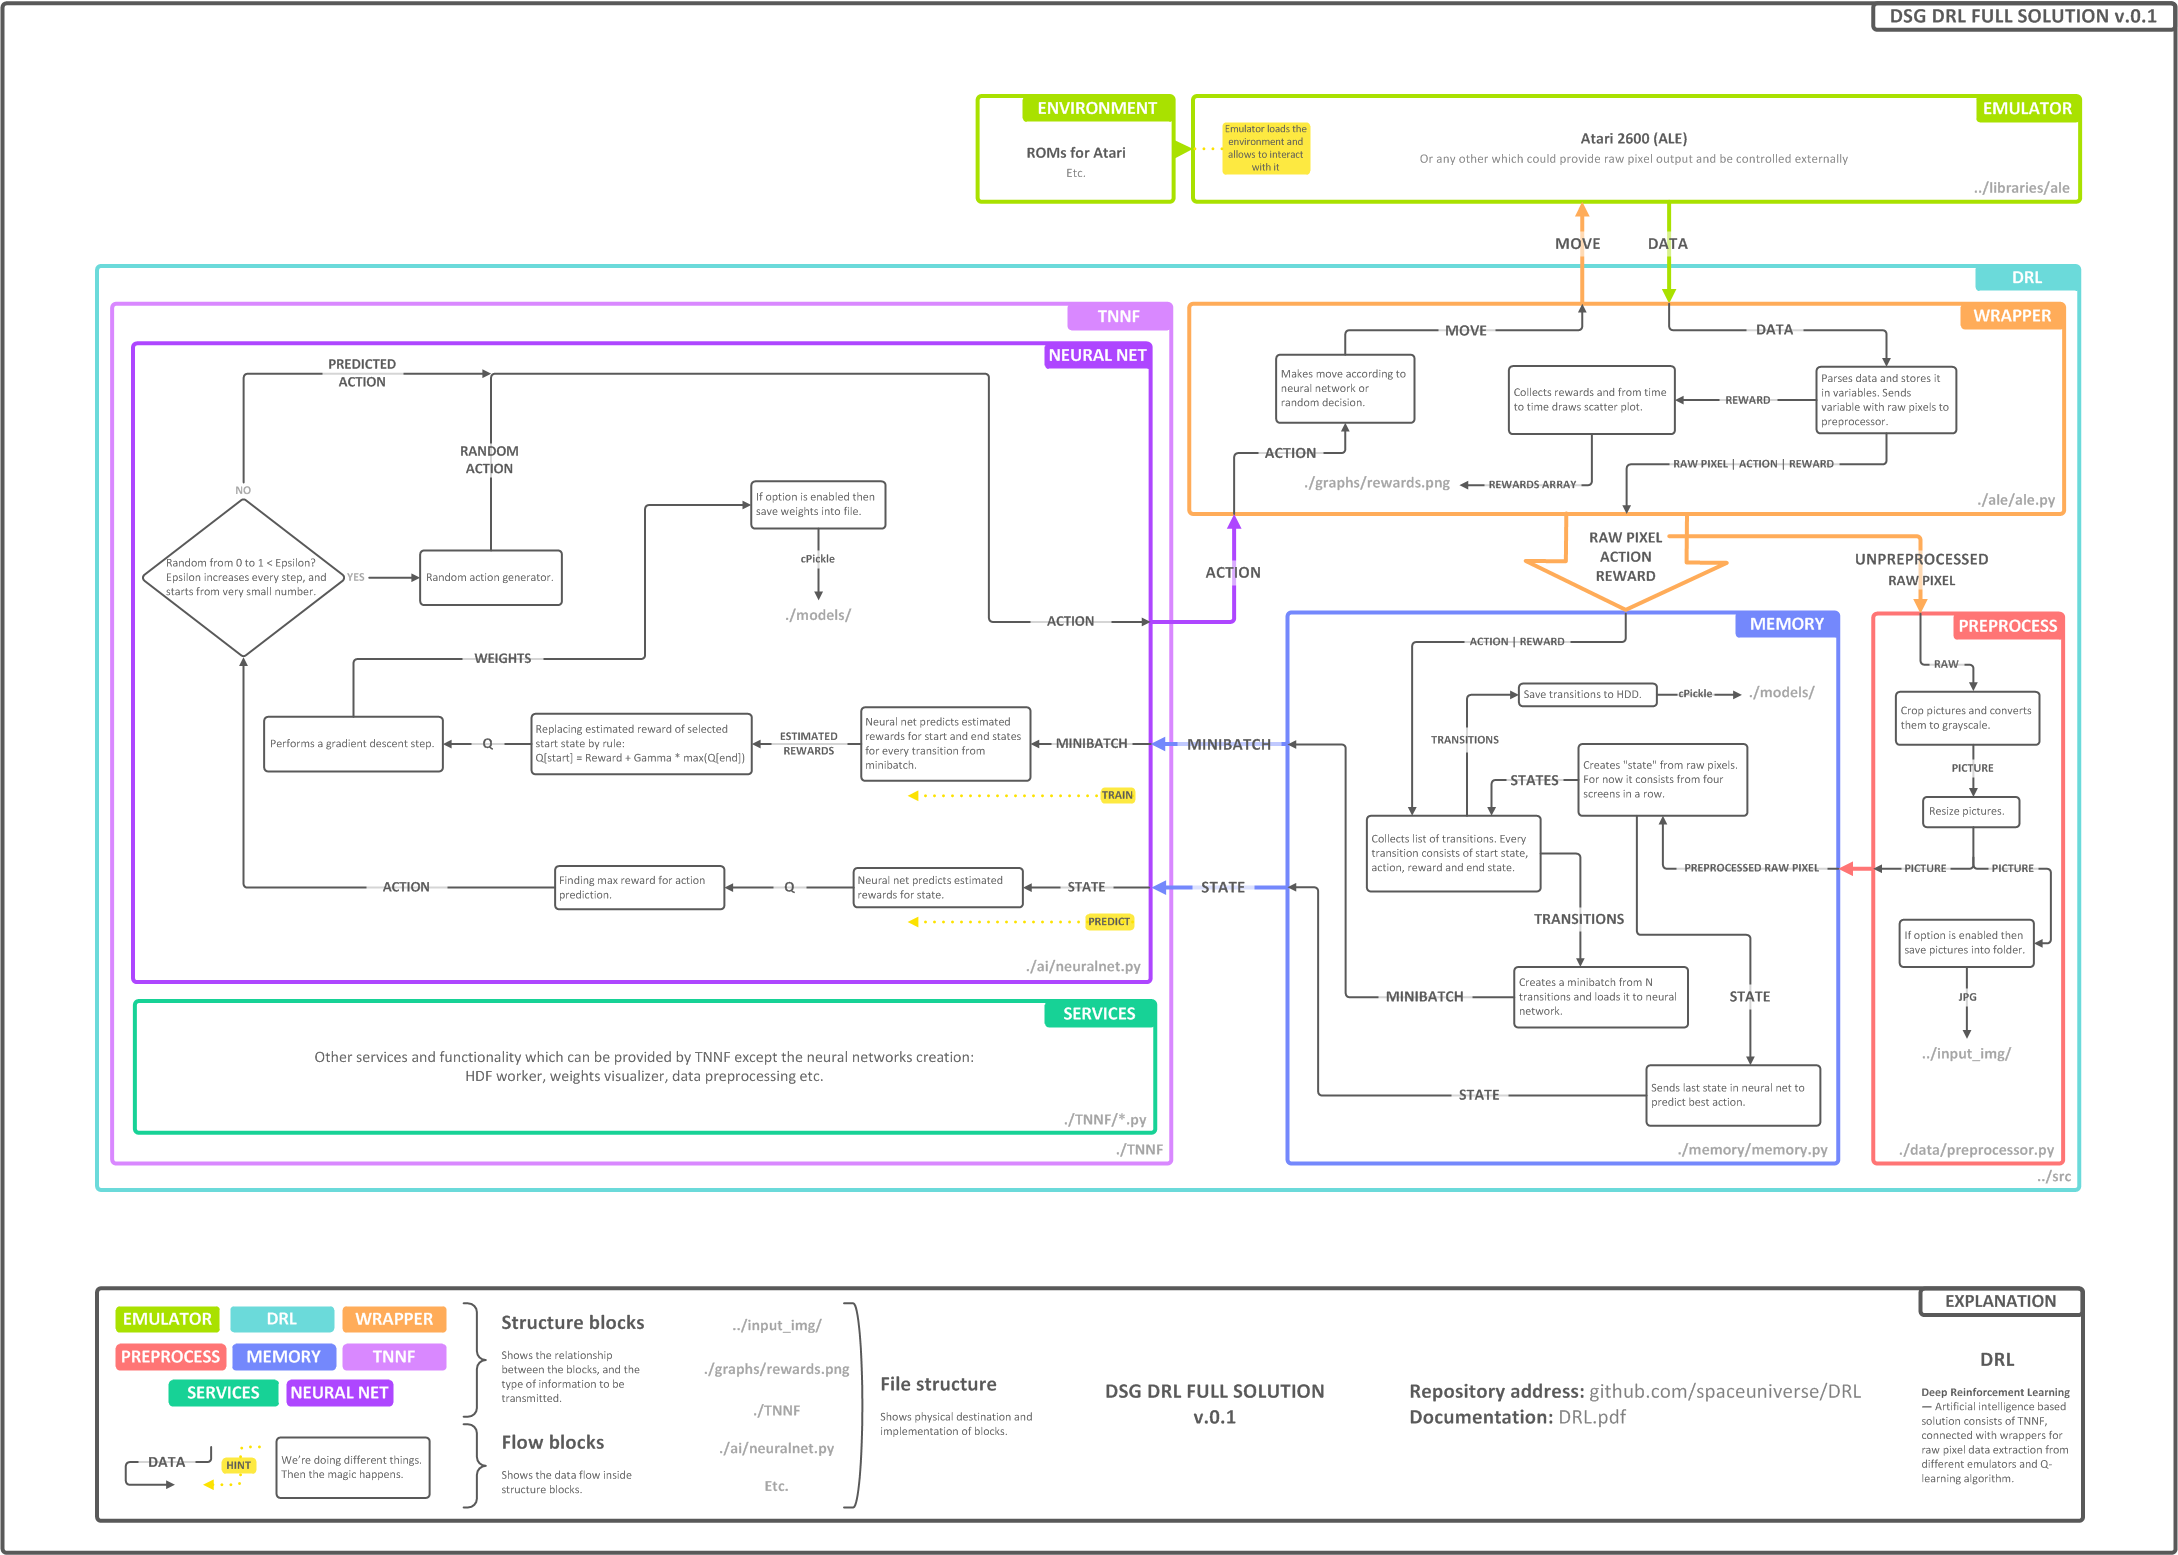 DSG DRL FULL SOLUTION v.0.1
ENVIRONMENT
ROMs for Atari
Etc.
EMULATOR
Emulator loads the
environment and
allows to interact
with it
Atari 2600 (ALE)
Or any other which could provide raw pixel output and be controlled externally
../libraries/ale
MOVE
DATA
DRL
TNNF
NEURAL NET
PREDICTED
ACTION
RANDOM
ACTION
NO
Random from 0 to 1 < Epsilon?
Epsilon increases every step, and
starts from very small number.
YES
Random action generator.
If option is enabled then
save weights into file.
cPickle
./models/
ACTION
WEIGHTS
Performs a gradient descent step.
Q
Replacing estimated reward of selected
start state by rule:
Q[start] = Reward + Gamma * max(Q[end])
ESTIMATED
REWARDS
Neural net predicts estimated
rewards for start and end states
for every transition from
minibatch.
MINIBATCH
TRAIN
ACTION
Finding max reward for action
prediction.
Q
Neural net predicts estimated
rewards for state.
STATE
PREDICT
./ai/neuralnet.py
SERVICES
Other services and functionality which can be provided by TNNF except the neural networks creation:
HDF worker, weights visualizer, data preprocessing etc.
./TNNF/*.py
./TNNF
WRAPPER
MOVE
DATA
Makes move according to
neural network or
random decision.
Collects rewards and from time
to time draws scatter plot.
REWARD
Parses data and stores it
in variables. Sends
variable with raw pixels to
preprocessor.
ACTION
RAW PIXEL | ACTION | REWARD
./graphs/rewards.png
REWARDS ARRAY
./ale/ale.py
ACTION
RAW PIXEL
ACTION
REWARD
UNPREPROCESSED
RAW PIXEL
MINIBATCH
STATE
MEMORY
ACTION | REWARD
Save transitions to HDD.
cPickle
./models/
TRANSITIONS
STATES
Creates "state" from raw pixels.
For now it consists from four
screens in a row.
Collects list of transitions. Every
transition consists of start state,
action, reward and end state.
PREPROCESSED RAW PIXEL
TRANSITIONS
Creates a minibatch from N
transitions and loads it to neural
network.
MINIBATCH
STATE
Sends last state in neural net to
predict best action.
STATE
./memory/memory.py
PREPROCESS
RAW
Crop pictures and converts
them to grayscale.
PICTURE
Resize pictures.
PICTURE
PICTURE
If option is enabled then
save pictures into folder.
JPG
../input_img/
./data/preprocessor.py
../src
EXPLANATION
EMULATOR
DRL
WRAPPER
PREPROCESS
MEMORY
TNNF
SERVICES
NEURAL NET
DATA
HINT
We're doing different things.
Then the magic happens.
Structure blocks
Shows the relationship
between the blocks, and the
type of information to be
transmitted.
Flow blocks
Shows the data flow inside
structure blocks.
../input_img/
./graphs/rewards.png
./TNNF
./ai/neuralnet.py
Etc.
File structure
Shows physical destination and
implementation of blocks.
DSG DRL FULL SOLUTION
v.0.1
Repository address: github.com/spaceuniverse/DRL
Documentation: DRL.pdf
DRL
Deep Reinforcement Learning
— Artificial intelligence based
solution consists of TNNF,
connected with wrappers for
raw pixel data extraction from
different emulators and Q-
learning algorithm.